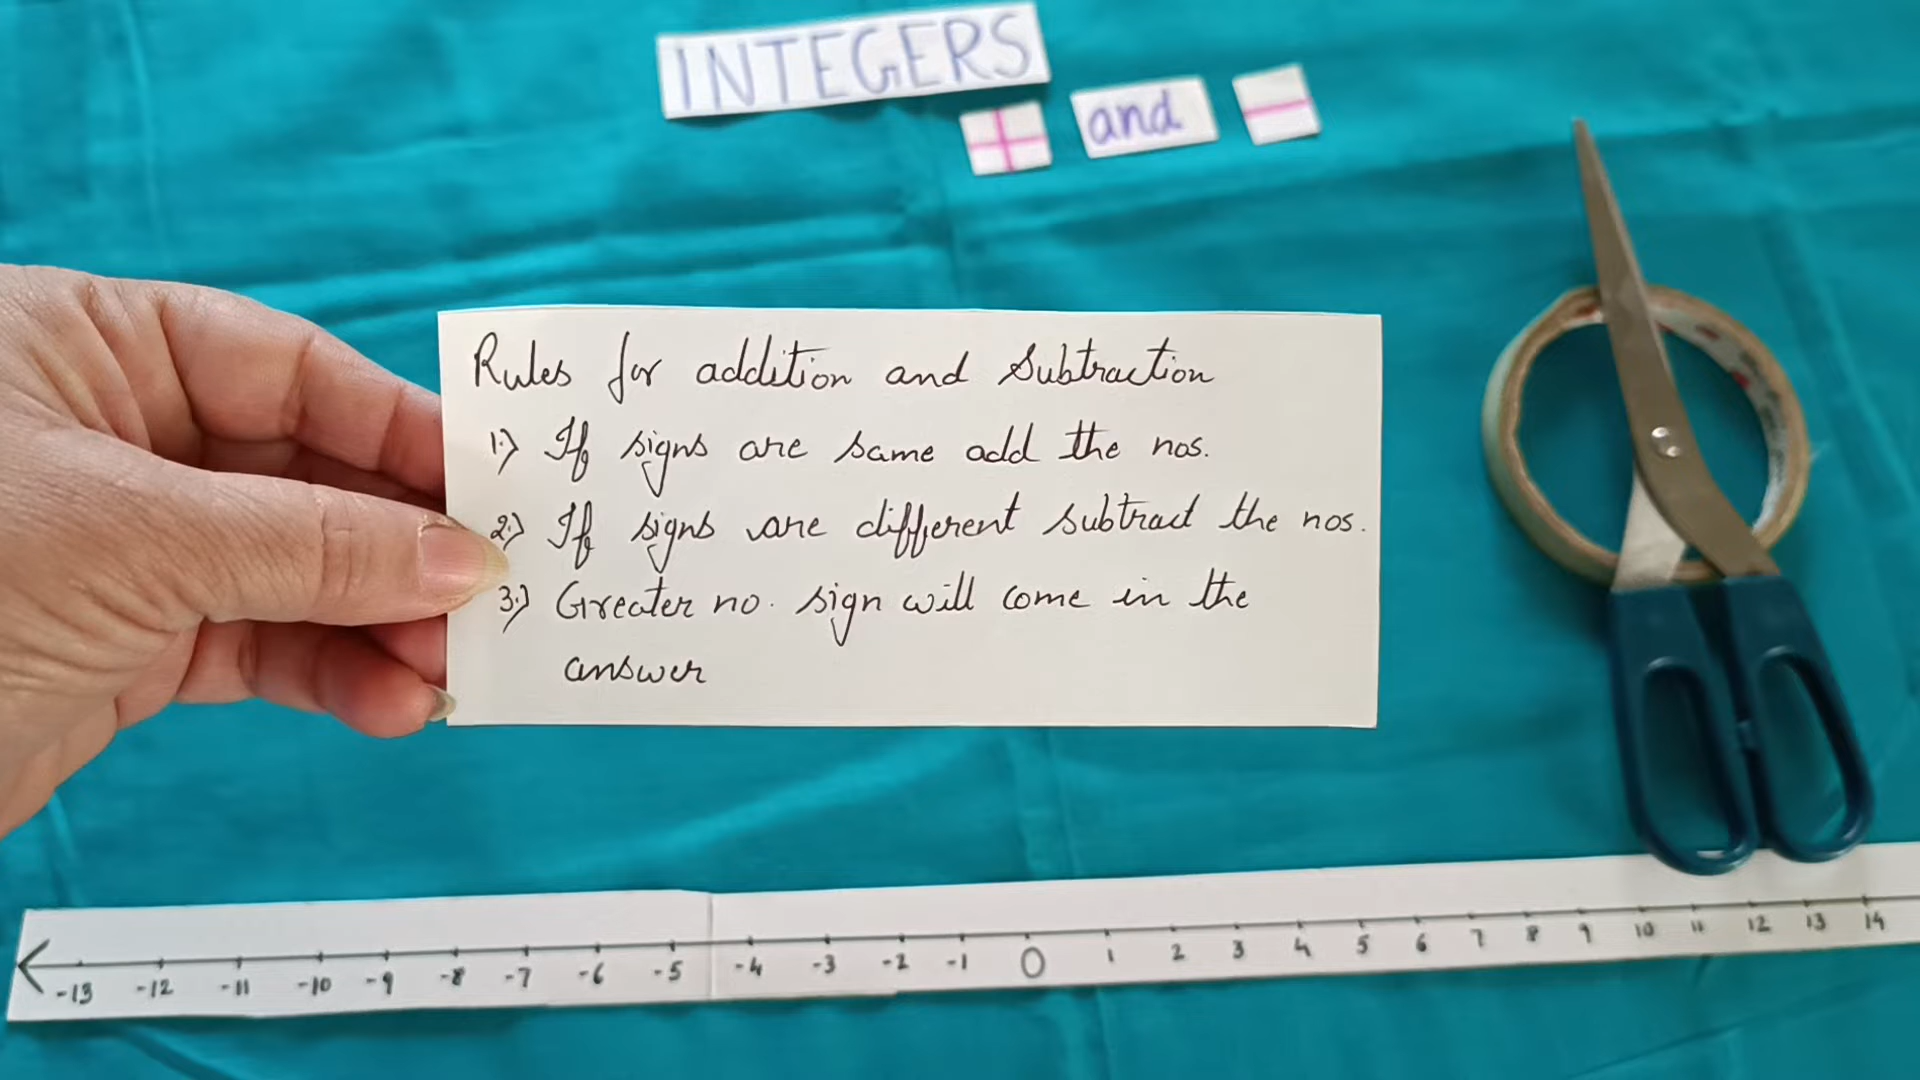 INTEGERS
+ and −
Rules for addition and Subtraction
1.) If signs are same add the nos.
2.) If signs are different subtract the nos.
3.) Greater no. sign will come in the
answer
-13 -12 -11 -10 -9 -8 -7 -6 -5 -4 -3 -2 -1 0 1 2 3 4 5 6 7 8 9 10 11 12 13 14